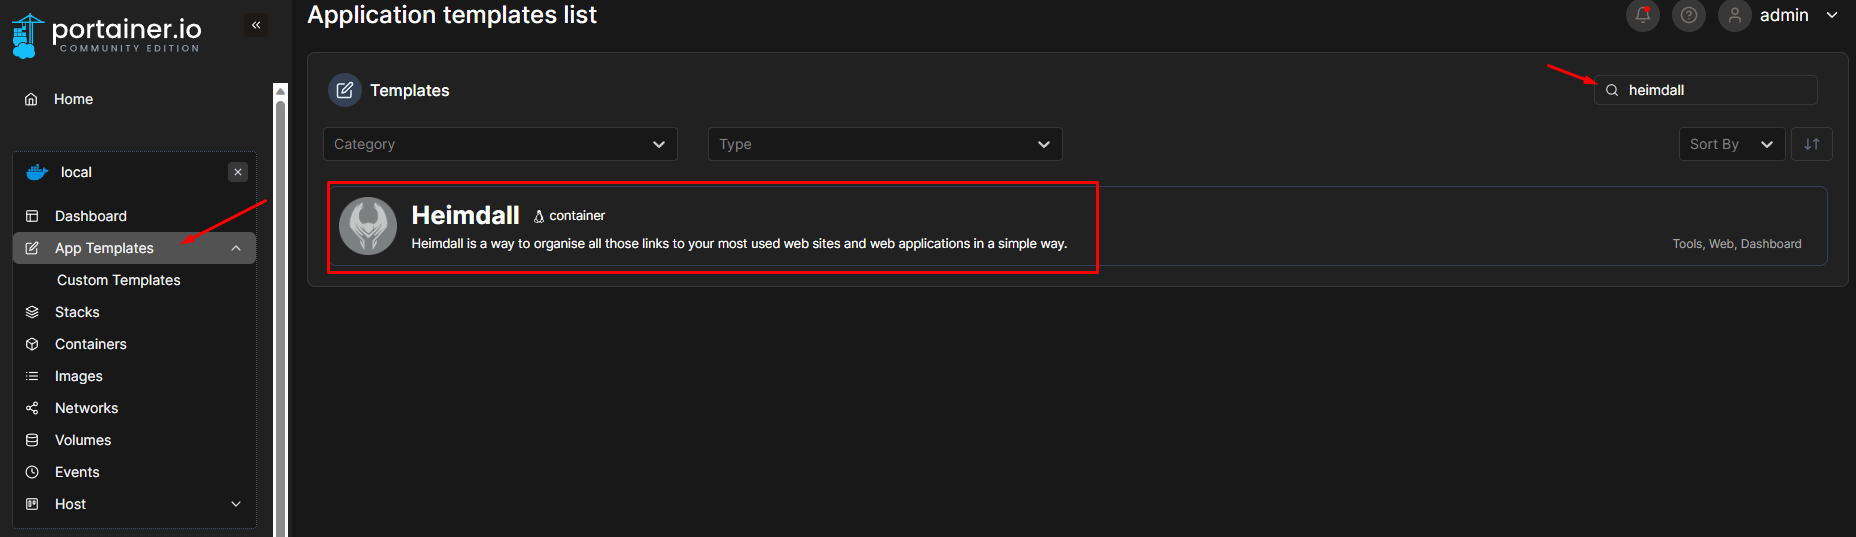 portainer.io
COMMUNITY EDITION
Home
local
Dashboard
App Templates
Custom Templates
Stacks
Containers
Images
Networks
Volumes
Events
Host
Application templates list
admin
Templates
heimdall
Category
Type
Sort By
Heimdall container
Heimdall is a way to organise all those links to your most used web sites and web applications in a simple way.
Tools, Web, Dashboard